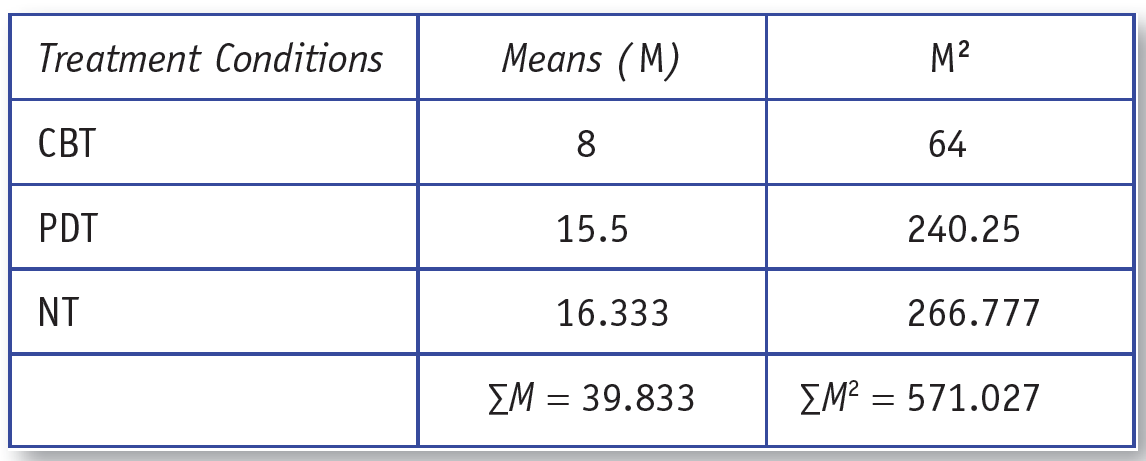 Treatment Conditions Means ( M) M²
CBT 8 64
PDT 15.5 240.25
NT 16.333 266.777
∑M = 39.833 ∑M² = 571.027